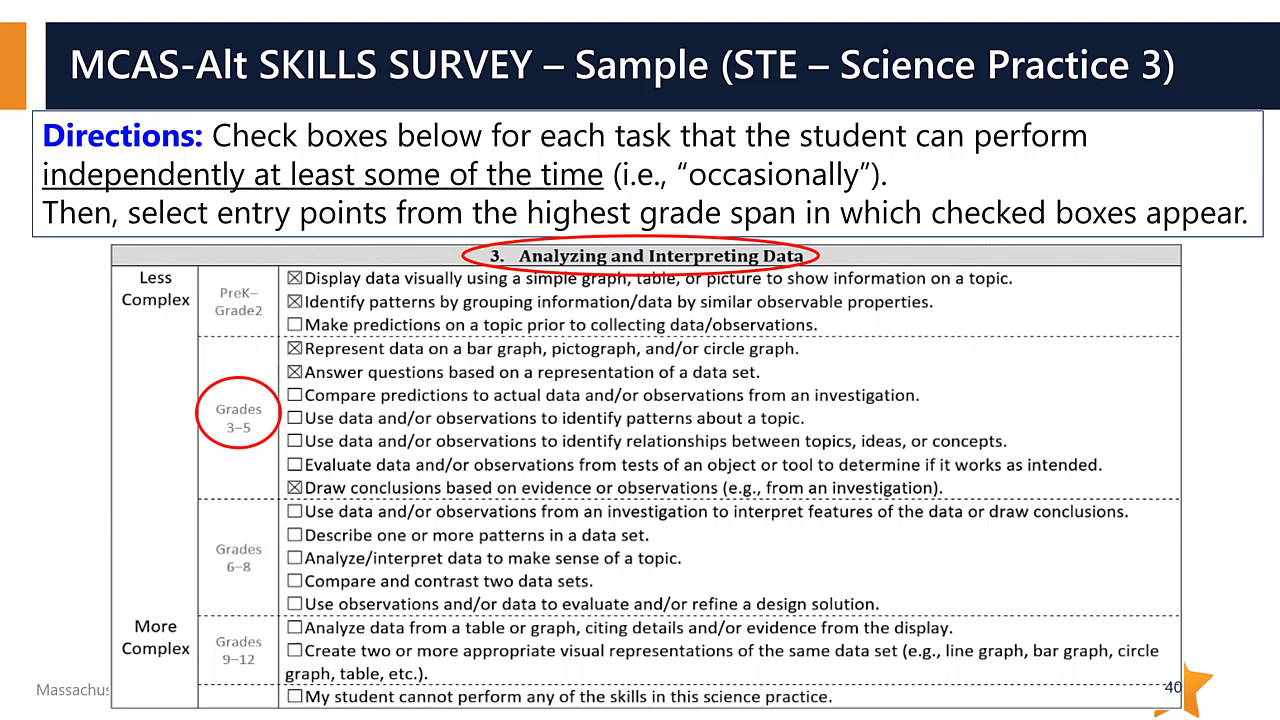 MCAS-Alt SKILLS SURVEY – Sample (STE – Science Practice 3)
Directions: Check boxes below for each task that the student can perform
independently at least some of the time (i.e., “occasionally”).
Then, select entry points from the highest grade span in which checked boxes appear.
3. Analyzing and Interpreting Data
Less
Complex
PreK–
Grade2
☒Display data visually using a simple graph, table, or picture to show information on a topic.
☒Identify patterns by grouping information/data by similar observable properties.
☐Make predictions on a topic prior to collecting data/observations.
Grades
3–5
☒Represent data on a bar graph, pictograph, and/or circle graph.
☒Answer questions based on a representation of a data set.
☐Compare predictions to actual data and/or observations from an investigation.
☐Use data and/or observations to identify patterns about a topic.
☐Use data and/or observations to identify relationships between topics, ideas, or concepts.
☐Evaluate data and/or observations from tests of an object or tool to determine if it works as intended.
☒Draw conclusions based on evidence or observations (e.g., from an investigation).
Grades
6–8
☐Use data and/or observations from an investigation to interpret features of the data or draw conclusions.
☐Describe one or more patterns in a data set.
☐Analyze/interpret data to make sense of a topic.
☐Compare and contrast two data sets.
☐Use observations and/or data to evaluate and/or refine a design solution.
More
Complex
Grades
9–12
☐Analyze data from a table or graph, citing details and/or evidence from the display.
☐Create two or more appropriate visual representations of the same data set (e.g., line graph, bar graph, circle
graph, table, etc.).
☐My student cannot perform any of the skills in this science practice.
Massachus
40